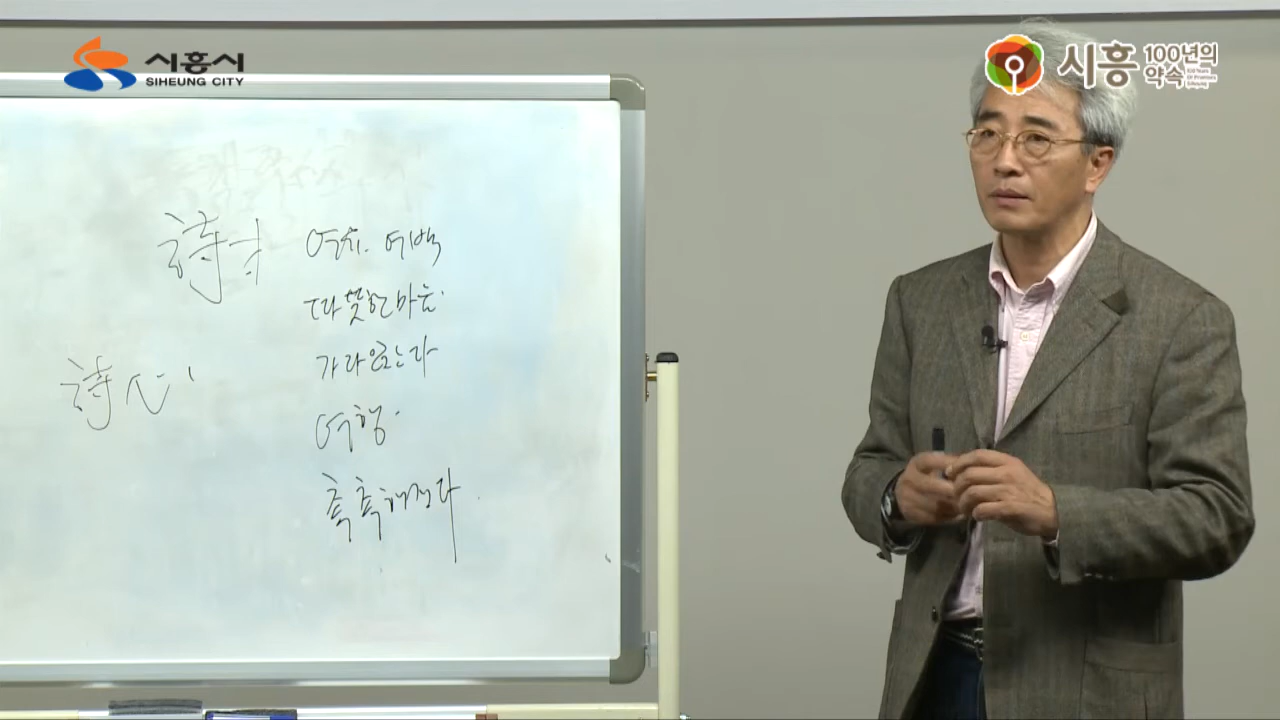 시흥시
SIHEUNG CITY
시흥 100년의 약속
詩才
여유. 여백
따뜻한 마음.
가라앉는다
詩心
여행.
촉촉해진다.